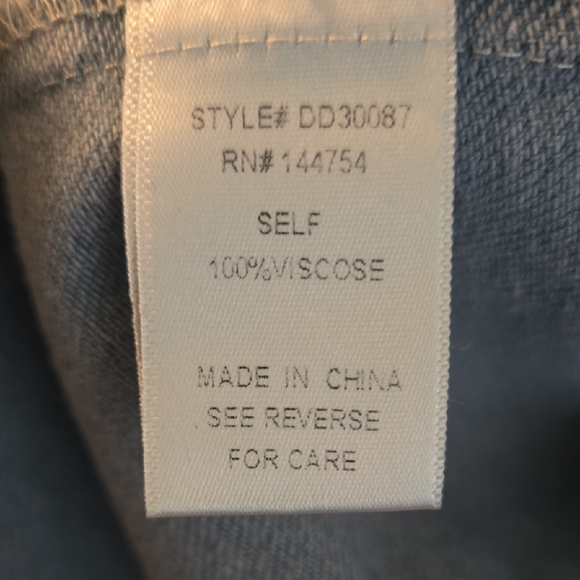 STYLE# DD30087
RN# 144754
SELF
100%VISCOSE
MADE IN CHINA
SEE REVERSE
FOR CARE